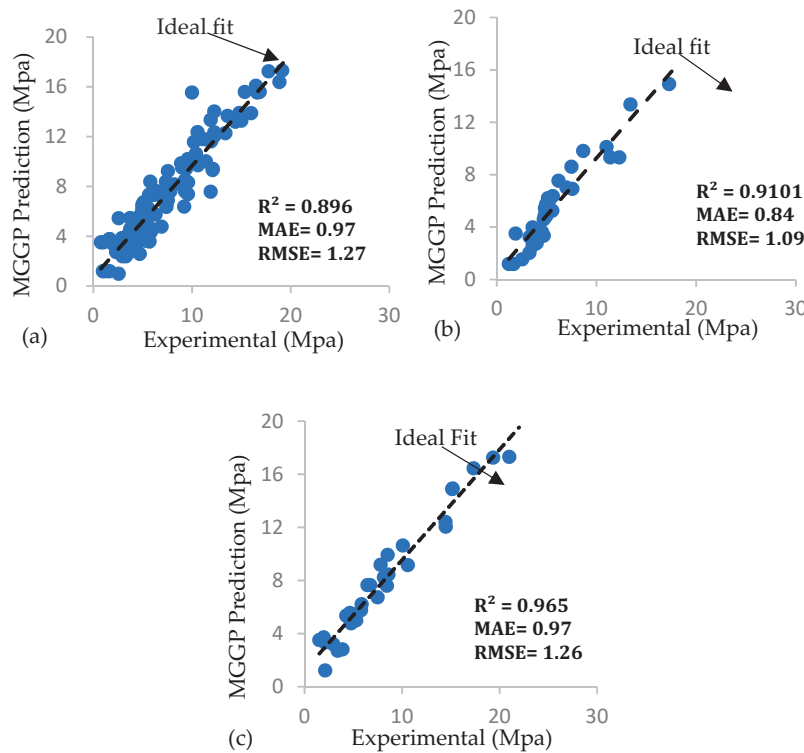 Ideal fit
MGGP Prediction (Mpa)
20
16
12
8
4
0
R² = 0.896
MAE= 0.97
RMSE= 1.27
0 10 20 30
(a)
Experimental (Mpa)
Ideal fit
MGGP Prediction (Mpa)
20
16
12
8
4
0
R² = 0.9101
MAE= 0.84
RMSE= 1.09
0 10 20 30
(b)
Experimental (Mpa)
Ideal Fit
MGGP Prediction (Mpa)
20
16
12
8
4
0
R² = 0.965
MAE= 0.97
RMSE= 1.26
0 10 20 30
(c)
Experimental (Mpa)